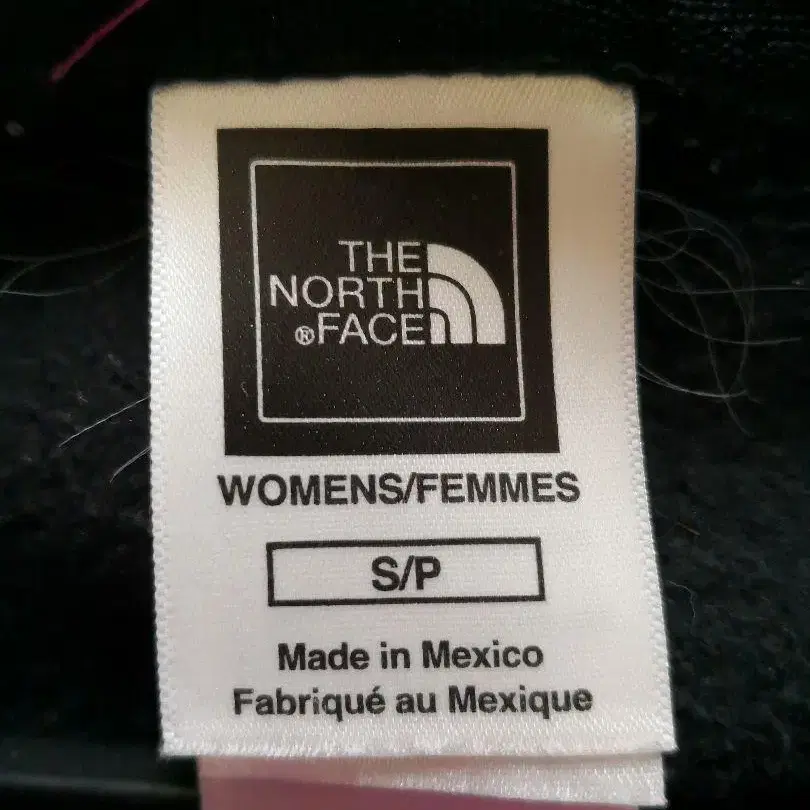 THE
NORTH
®FACE
WOMENS/FEMMES
S/P
Made in Mexico
Fabriqué au Mexique